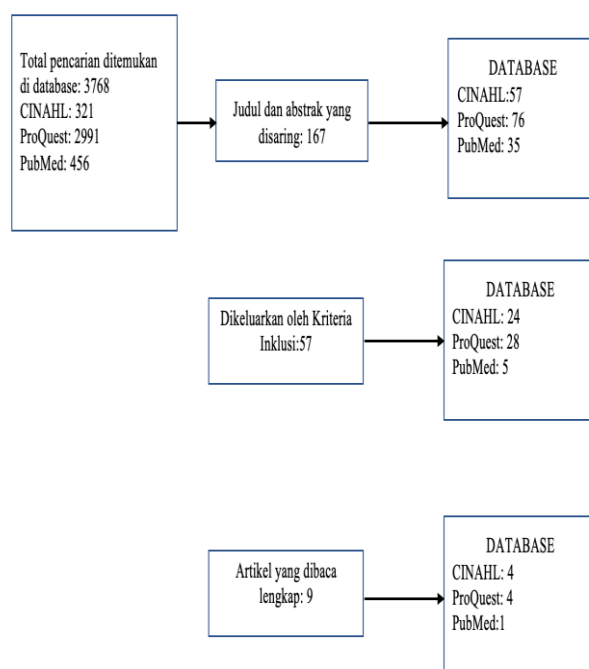 Total pencarian ditemukan
di database: 3768
CINAHL: 321
ProQuest: 2991
PubMed: 456
Judul dan abstrak yang
disaring: 167
DATABASE
CINAHL:57
ProQuest: 76
PubMed: 35
Dikeluarkan oleh Kriteria
Inklusi:57
DATABASE
CINAHL: 24
ProQuest: 28
PubMed: 5
Artikel yang dibaca
lengkap: 9
DATABASE
CINAHL: 4
ProQuest: 4
PubMed:1